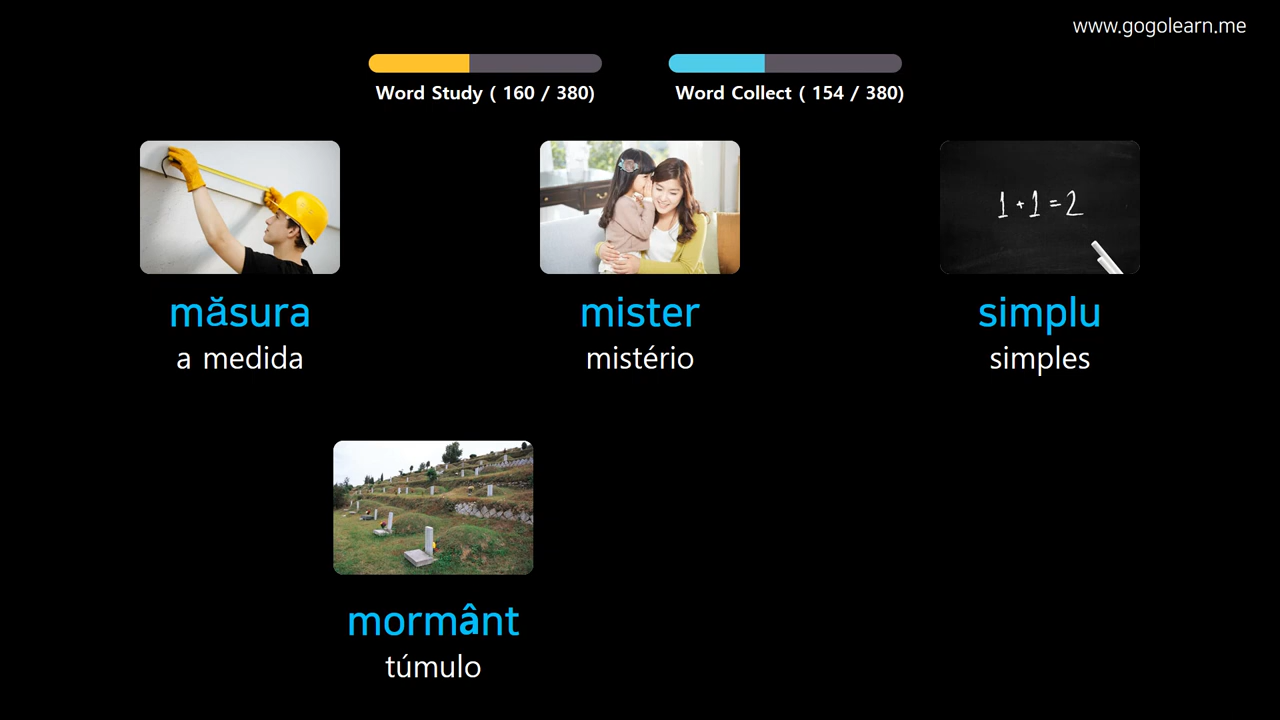 www.gogolearn.me
Word Study ( 160 / 380)
Word Collect ( 154 / 380)
1 + 1 = 2
măsura
a medida
mister
mistério
simplu
simples
mormânt
túmulo